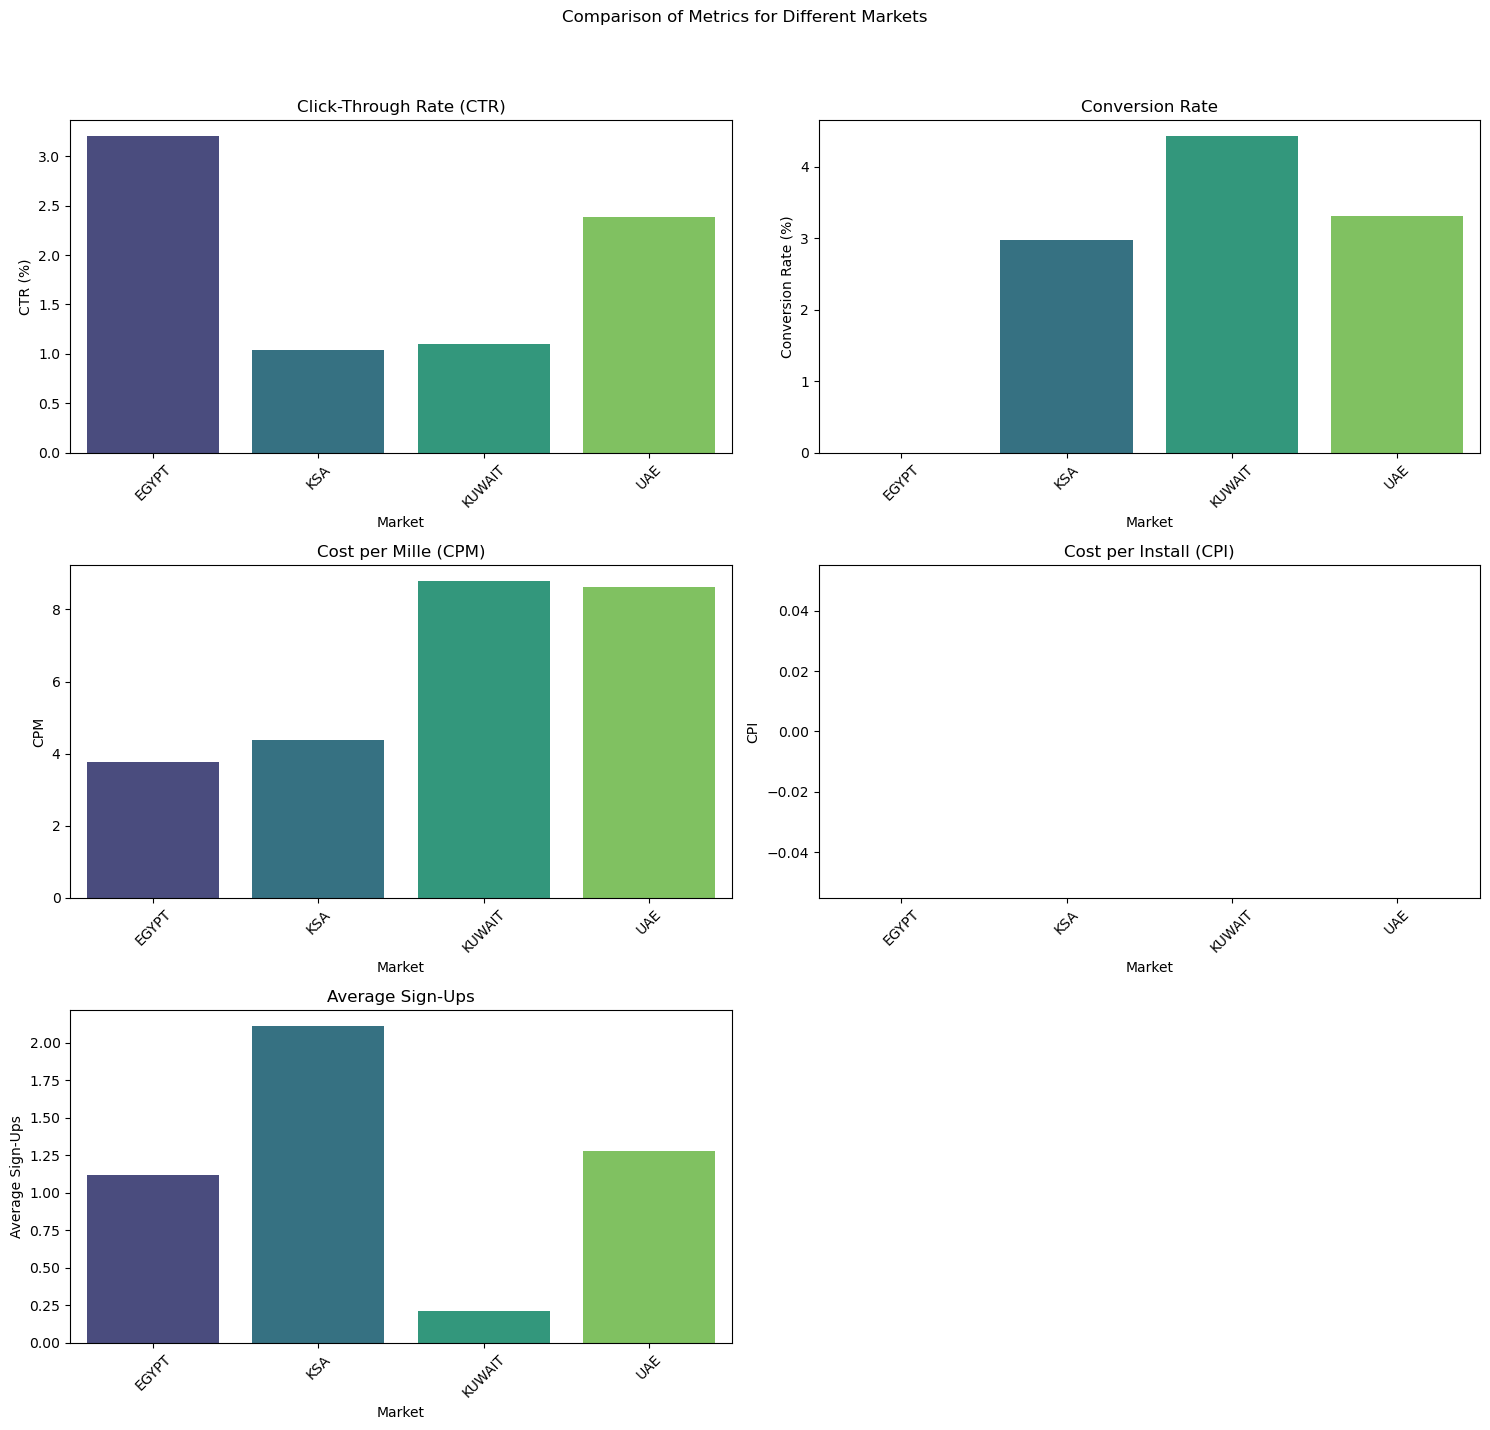 Comparison of Metrics for Different Markets
Click-Through Rate (CTR)
CTR (%)
3.0
2.5
2.0
1.5
1.0
0.5
0.0
EGYPT
KSA
KUWAIT
UAE
Market
Conversion Rate
Conversion Rate (%)
4
3
2
1
0
EGYPT
KSA
KUWAIT
UAE
Market
Cost per Mille (CPM)
CPM
8
6
4
2
0
EGYPT
KSA
KUWAIT
UAE
Market
Cost per Install (CPI)
CPI
0.04
0.02
0.00
−0.02
−0.04
EGYPT
KSA
KUWAIT
UAE
Market
Average Sign-Ups
Average Sign-Ups
2.00
1.75
1.50
1.25
1.00
0.75
0.50
0.25
0.00
EGYPT
KSA
KUWAIT
UAE
Market